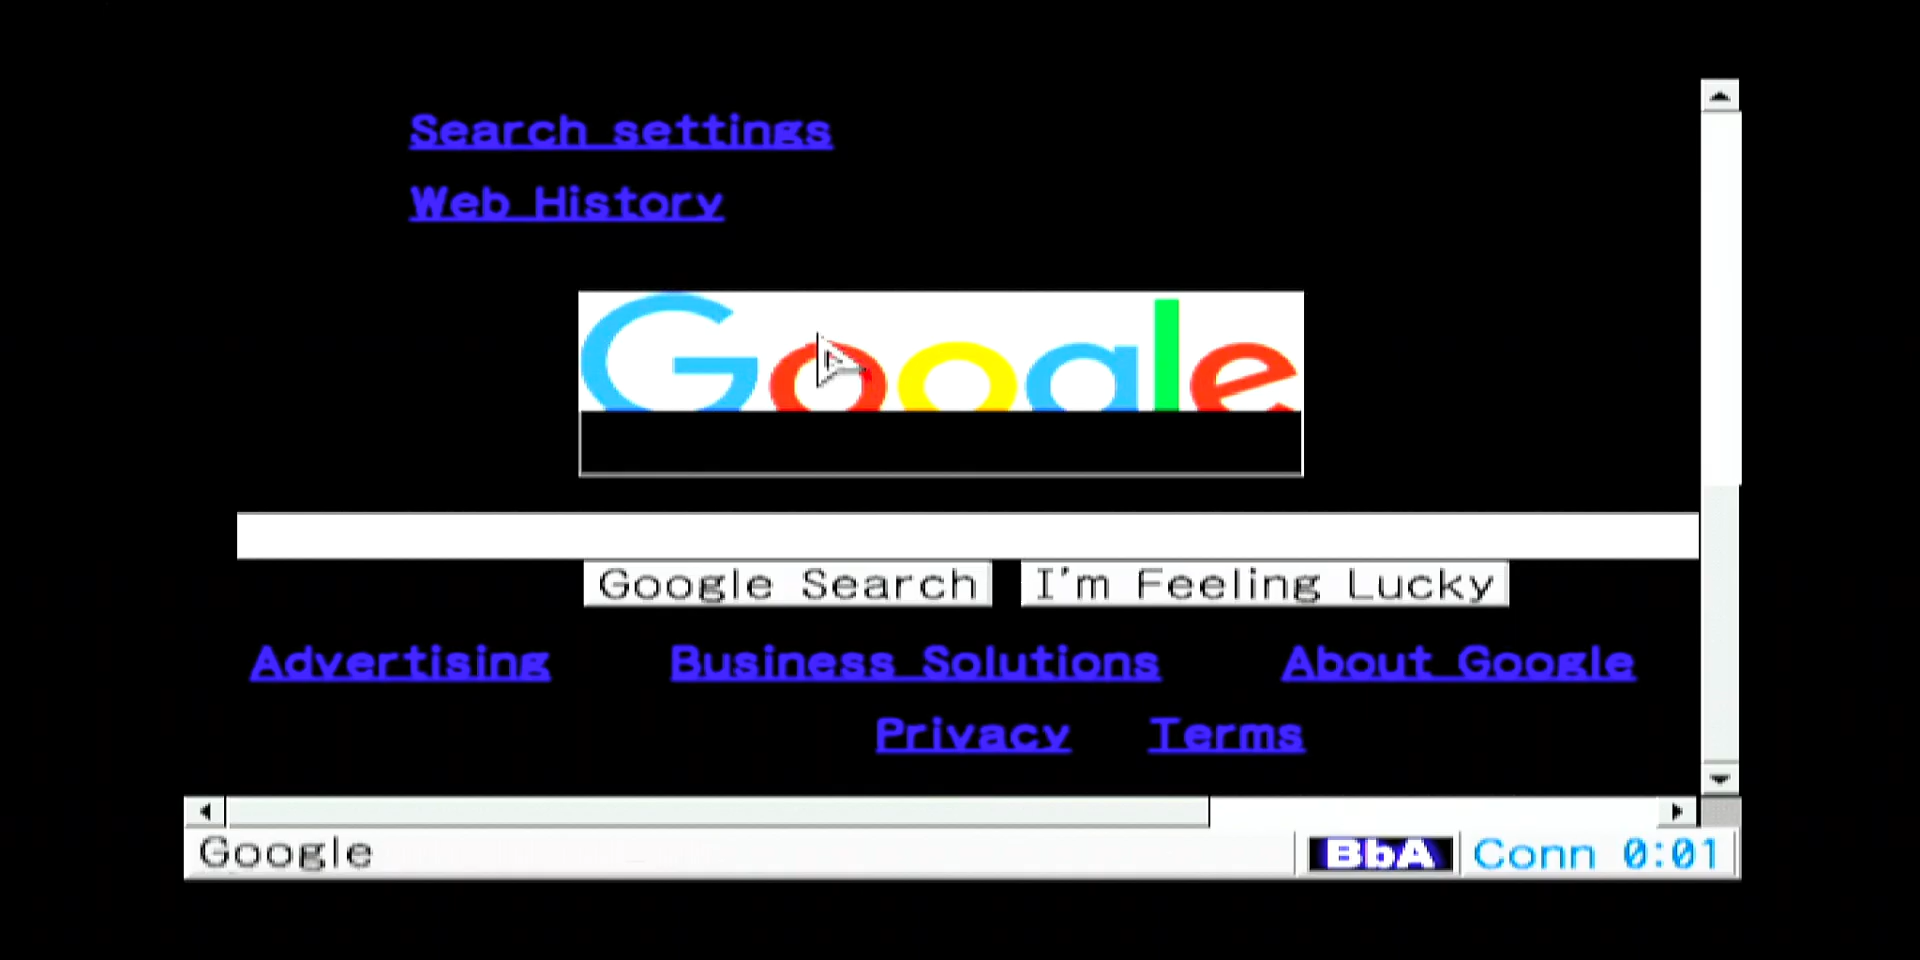 Search settings
Web History
Google
Google Search I'm Feeling Lucky
Advertising Business Solutions About Google
Privacy Terms
Google BbA Conn 0:01